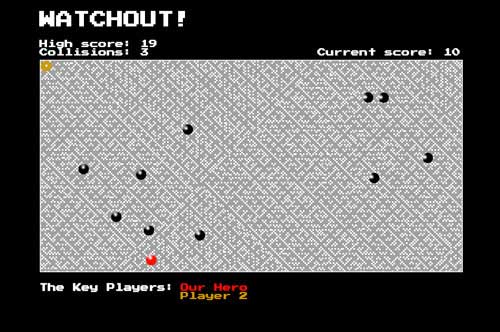 WATCHOUT!
High score: 19
Collisions: 3
Current score: 10
The Key Players: Our Hero
Player 2